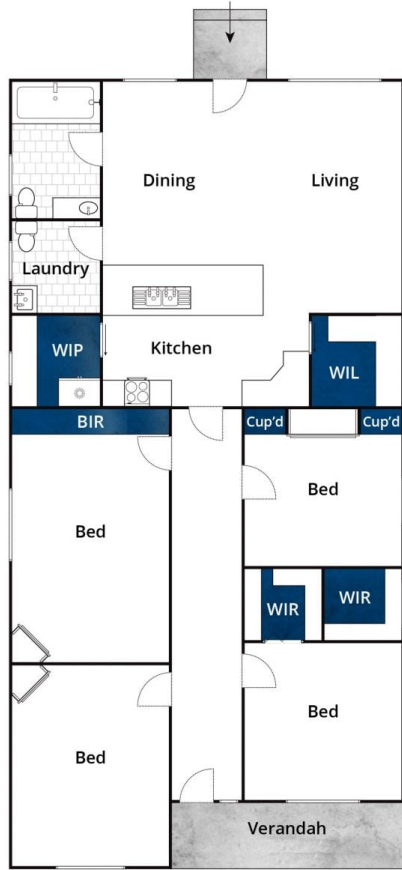 Dining
Living
Laundry
WIP
Kitchen
WIL
BIR
Cup'd
Cup'd
Bed
Bed
WIR
WIR
Bed
Bed
Verandah